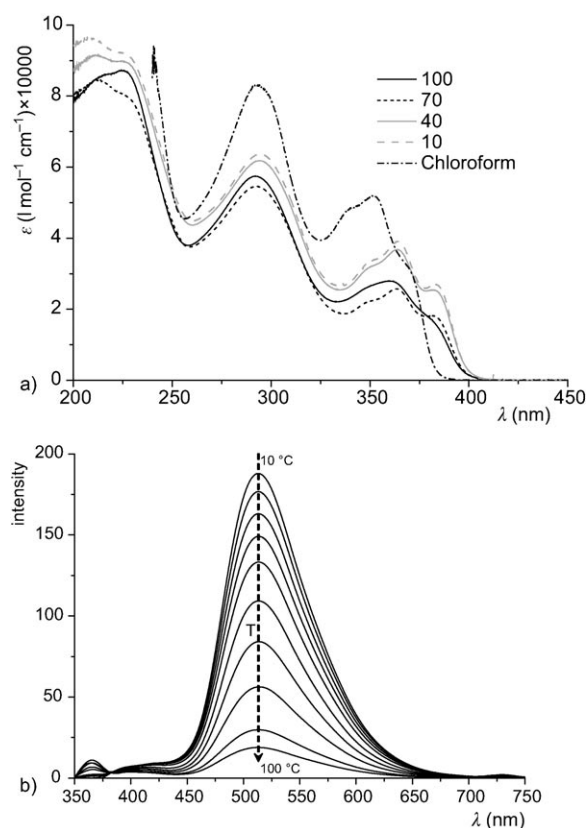 10
8
6
4
2
0
ε (l mol⁻¹ cm⁻¹)×10000
100
70
40
10
Chloroform
200 250 300 350 400 450
λ (nm)
a)
200
150
100
50
0
intensity
10 °C
T
100 °C
350 400 450 500 550 600 650 700 750
λ (nm)
b)